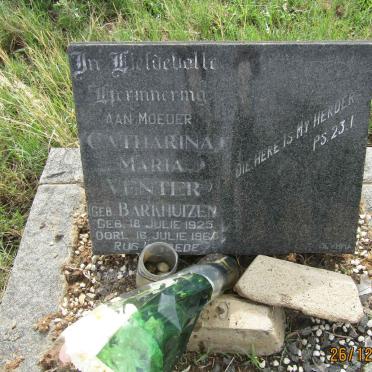 In Liefdevolle
Herinnering
AAN MOEDER
CATHARINA
MARIA
VENTER
GEB. BARKHUIZEN
GEB. 18 JULIE 1925
OORL. 16 JULIE
RUS IN VREDE
DIE HERE IS MY HERDER
PS. 23.1
OLYMPIA
26/12